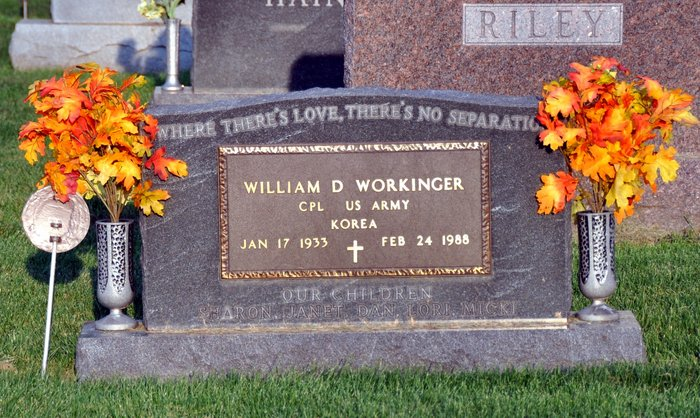 HAIN
RILEY
WHERE THERE'S LOVE, THERE'S NO SEPARATIO
WILLIAM D WORKINGER
CPL US ARMY
KOREA
JAN 17 1933 FEB 24 1988
OUR CHILDREN
SHARON, JANET, DAN, LORI, MICKI